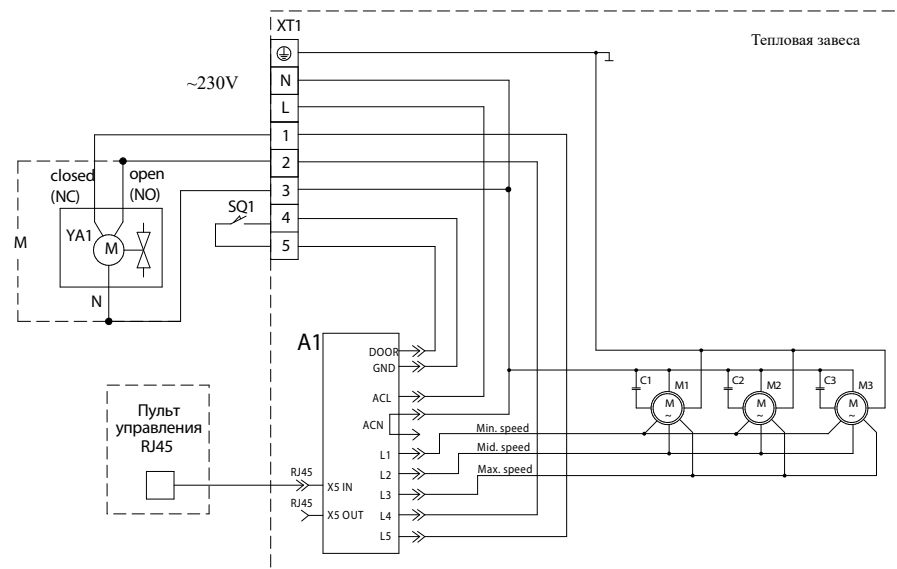 XT1
Тепловая завеса
~230V
N
L
1
2
3
4
5
closed
(NC)
open
(NO)
SQ1
YA1
M
M
N
A1
DOOR
GND
ACL
ACN
L1
L2
L3
L4
L5
X5 IN
X5 OUT
RJ45
RJ45
Пульт
управления
RJ45
Min. speed
Mid. speed
Max. speed
C1
M1
M
~
C2
M2
M
~
C3
M3
M
~